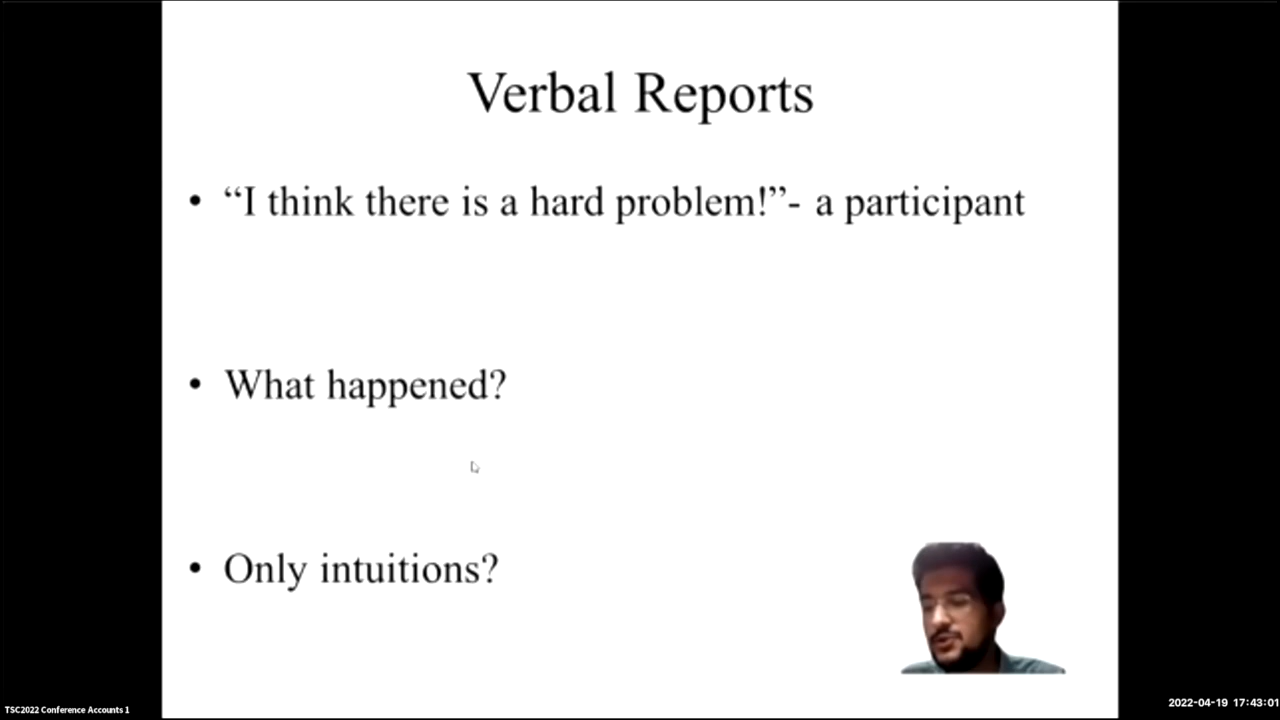 Verbal Reports
• “I think there is a hard problem!”- a participant
• What happened?
• Only intuitions?
TSC2022 Conference Accounts 1
2022-04-19 17:43:01